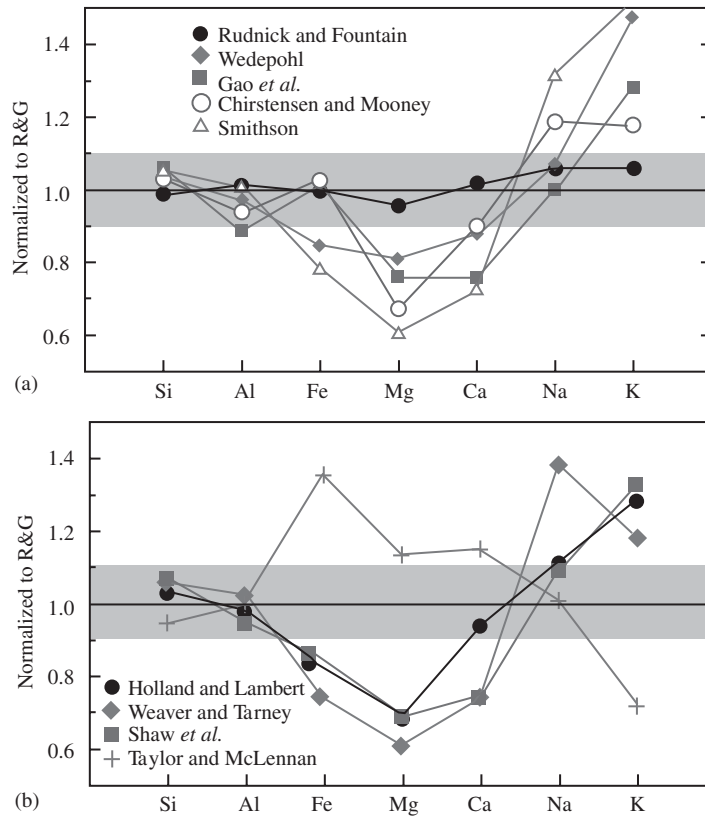 1.4
1.2
1.0
0.8
0.6
Normalized to R&G
Rudnick and Fountain
Wedepohl
Gao et al.
Chirstensen and Mooney
Smithson
(a)
Si Al Fe Mg Ca Na K
1.4
1.2
1.0
0.8
0.6
Normalized to R&G
Holland and Lambert
Weaver and Tarney
Shaw et al.
Taylor and McLennan
(b)
Si Al Fe Mg Ca Na K